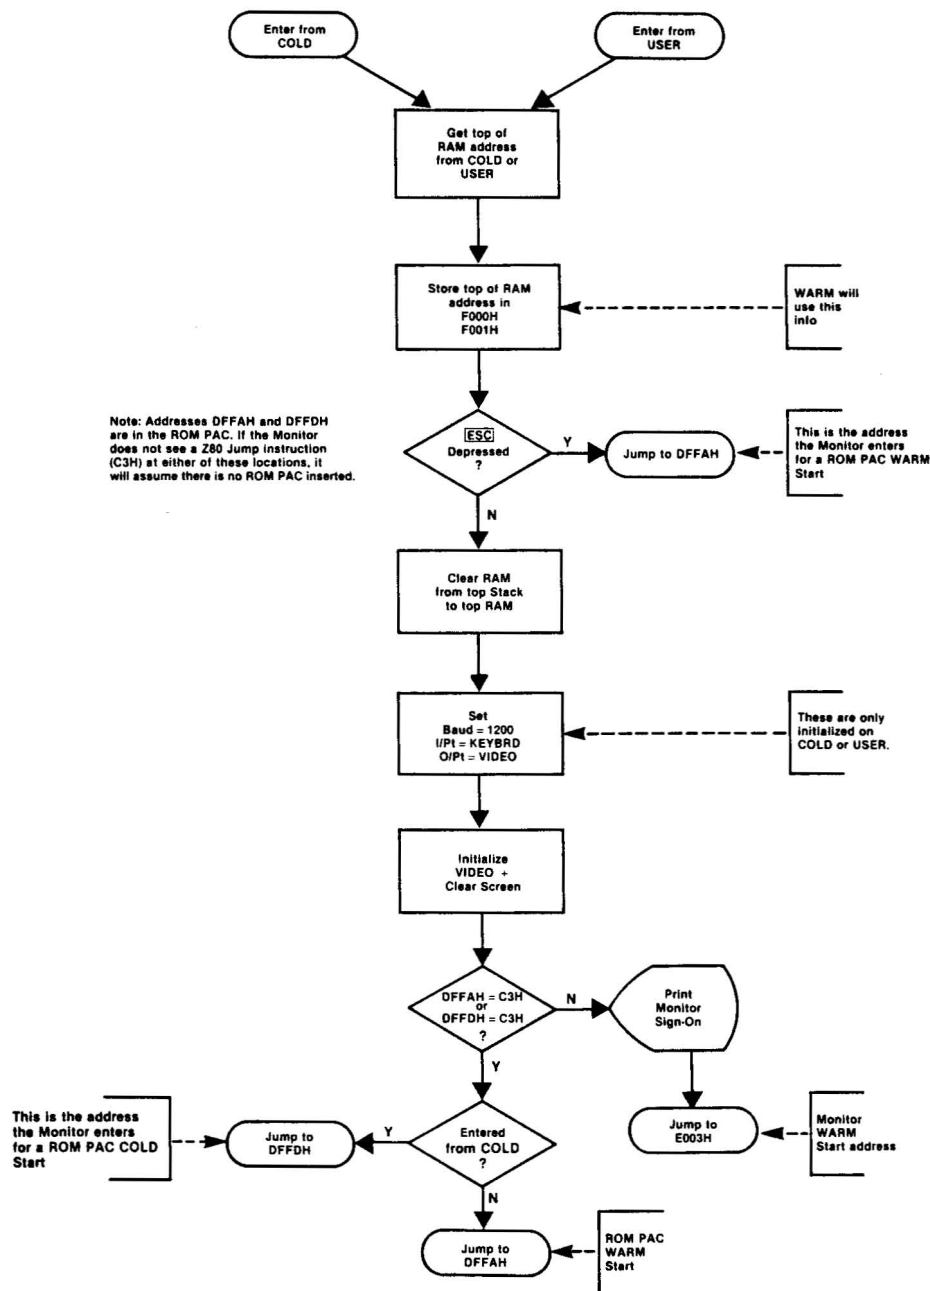 Enter from
COLD
Enter from
USER
Get top of
RAM address
from COLD or
USER
Store top of RAM
address in
F000H
F001H
WARM will
use this
info
Note: Addresses DFFAH and DFFDH
are in the ROM PAC. If the Monitor
does not see a Z80 Jump instruction
(C3H) at either of these locations, it
will assume there is no ROM PAC inserted.
ESC
Depressed
?
Y
Jump to DFFAH
This is the address
the Monitor enters
for a ROM PAC WARM
Start
N
Clear RAM
from top Stack
to top RAM
Set
Baud = 1200
I/Pt = KEYBRD
O/Pt = VIDEO
These are only
initialized on
COLD or USER.
Initialize
VIDEO +
Clear Screen
DFFAH = C3H
or
DFFDH = C3H
?
N
Print
Monitor
Sign-On
Y
This is the address
the Monitor enters
for a ROM PAC COLD
Start
Jump to
DFFDH
Y
Entered
from COLD
?
Jump to
E003H
Monitor
WARM
Start address
N
Jump to
DFFAH
ROM PAC
WARM
Start